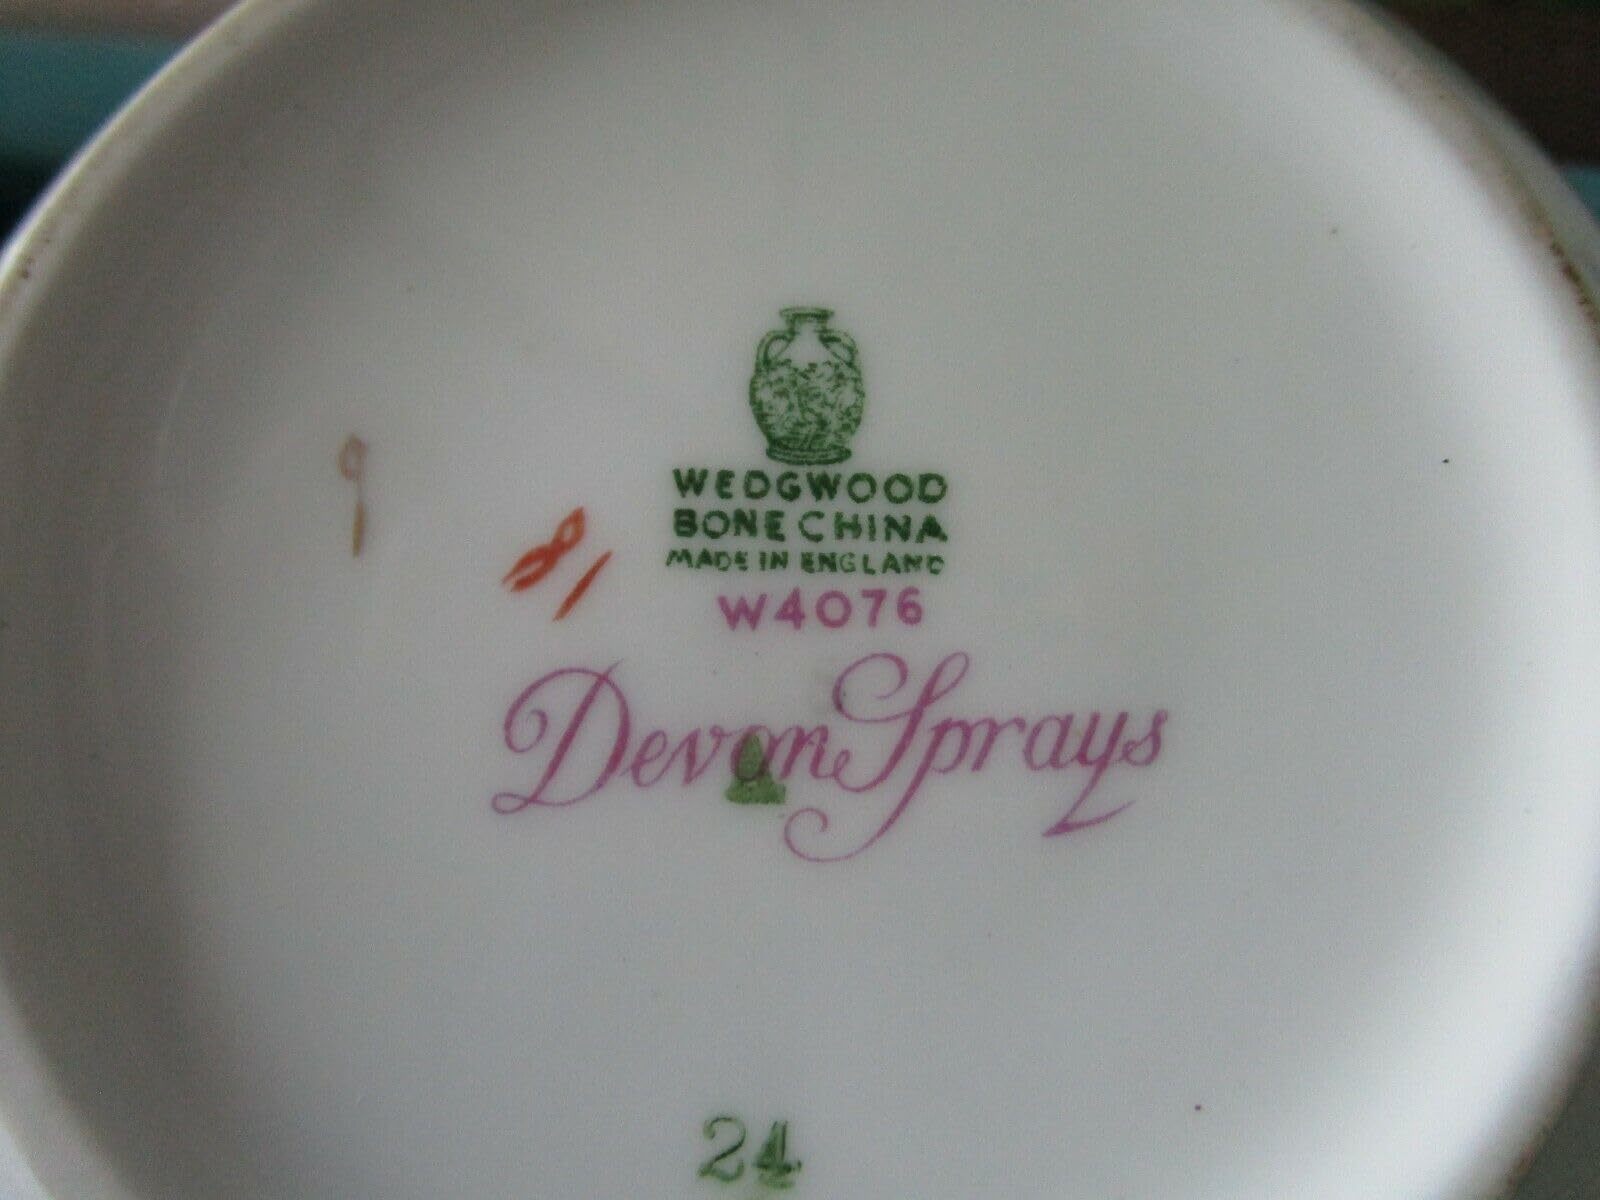 WEDGWOOD
BONE CHINA
MADE IN ENGLAND
W4076
Devon Sprays
24